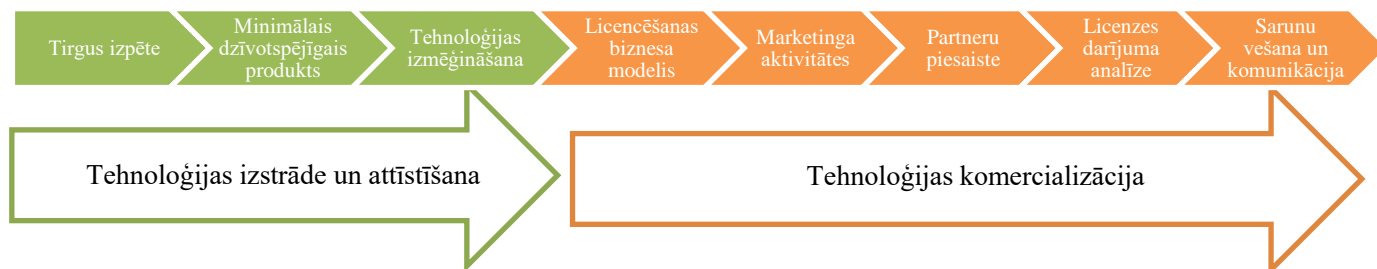 Tirgus izpēte
Minimālais
dzīvotspējīgais
produkts
Tehnoloģijas
izmēģināšana
Licencēšanas
biznesa
modelis
Marketinga
aktivitātes
Partneru
piesaiste
Licenzes
darījuma
analīze
Sarunu
vešana un
komunikācija
Tehnoloģijas izstrāde un attīstīšana
Tehnoloģijas komercializācija